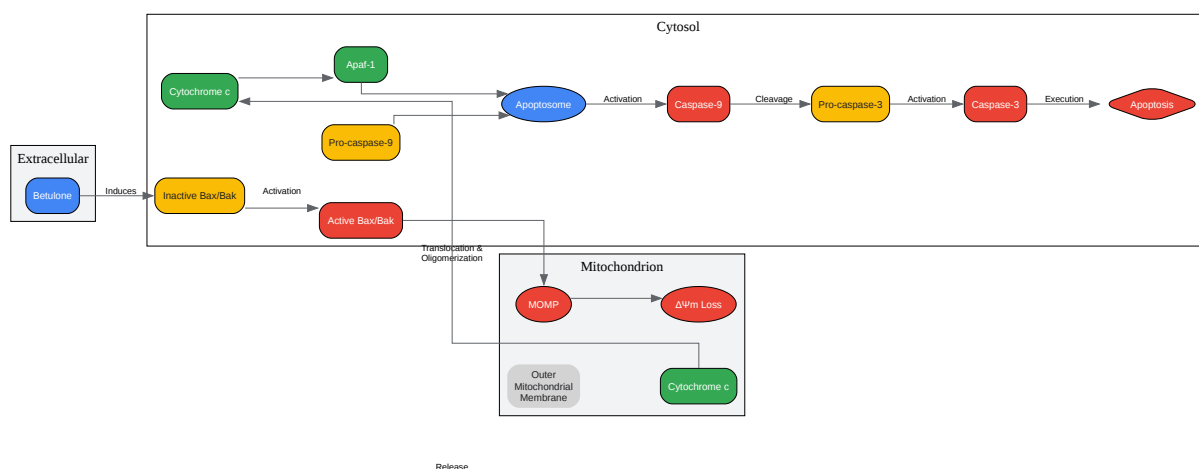 Cytosol
Apaf-1
Cytochrome c
Apoptosome
Activation
Caspase-9
Cleavage
Pro-caspase-3
Activation
Caspase-3
Execution
Apoptosis
Pro-caspase-9
Extracellular
Betulone
Induces
Inactive Bax/Bak
Activation
Active Bax/Bak
Translocation &
Oligomerization
Mitochondrion
MOMP
ΔΨm Loss
Outer
Mitochondrial
Membrane
Cytochrome c
Release